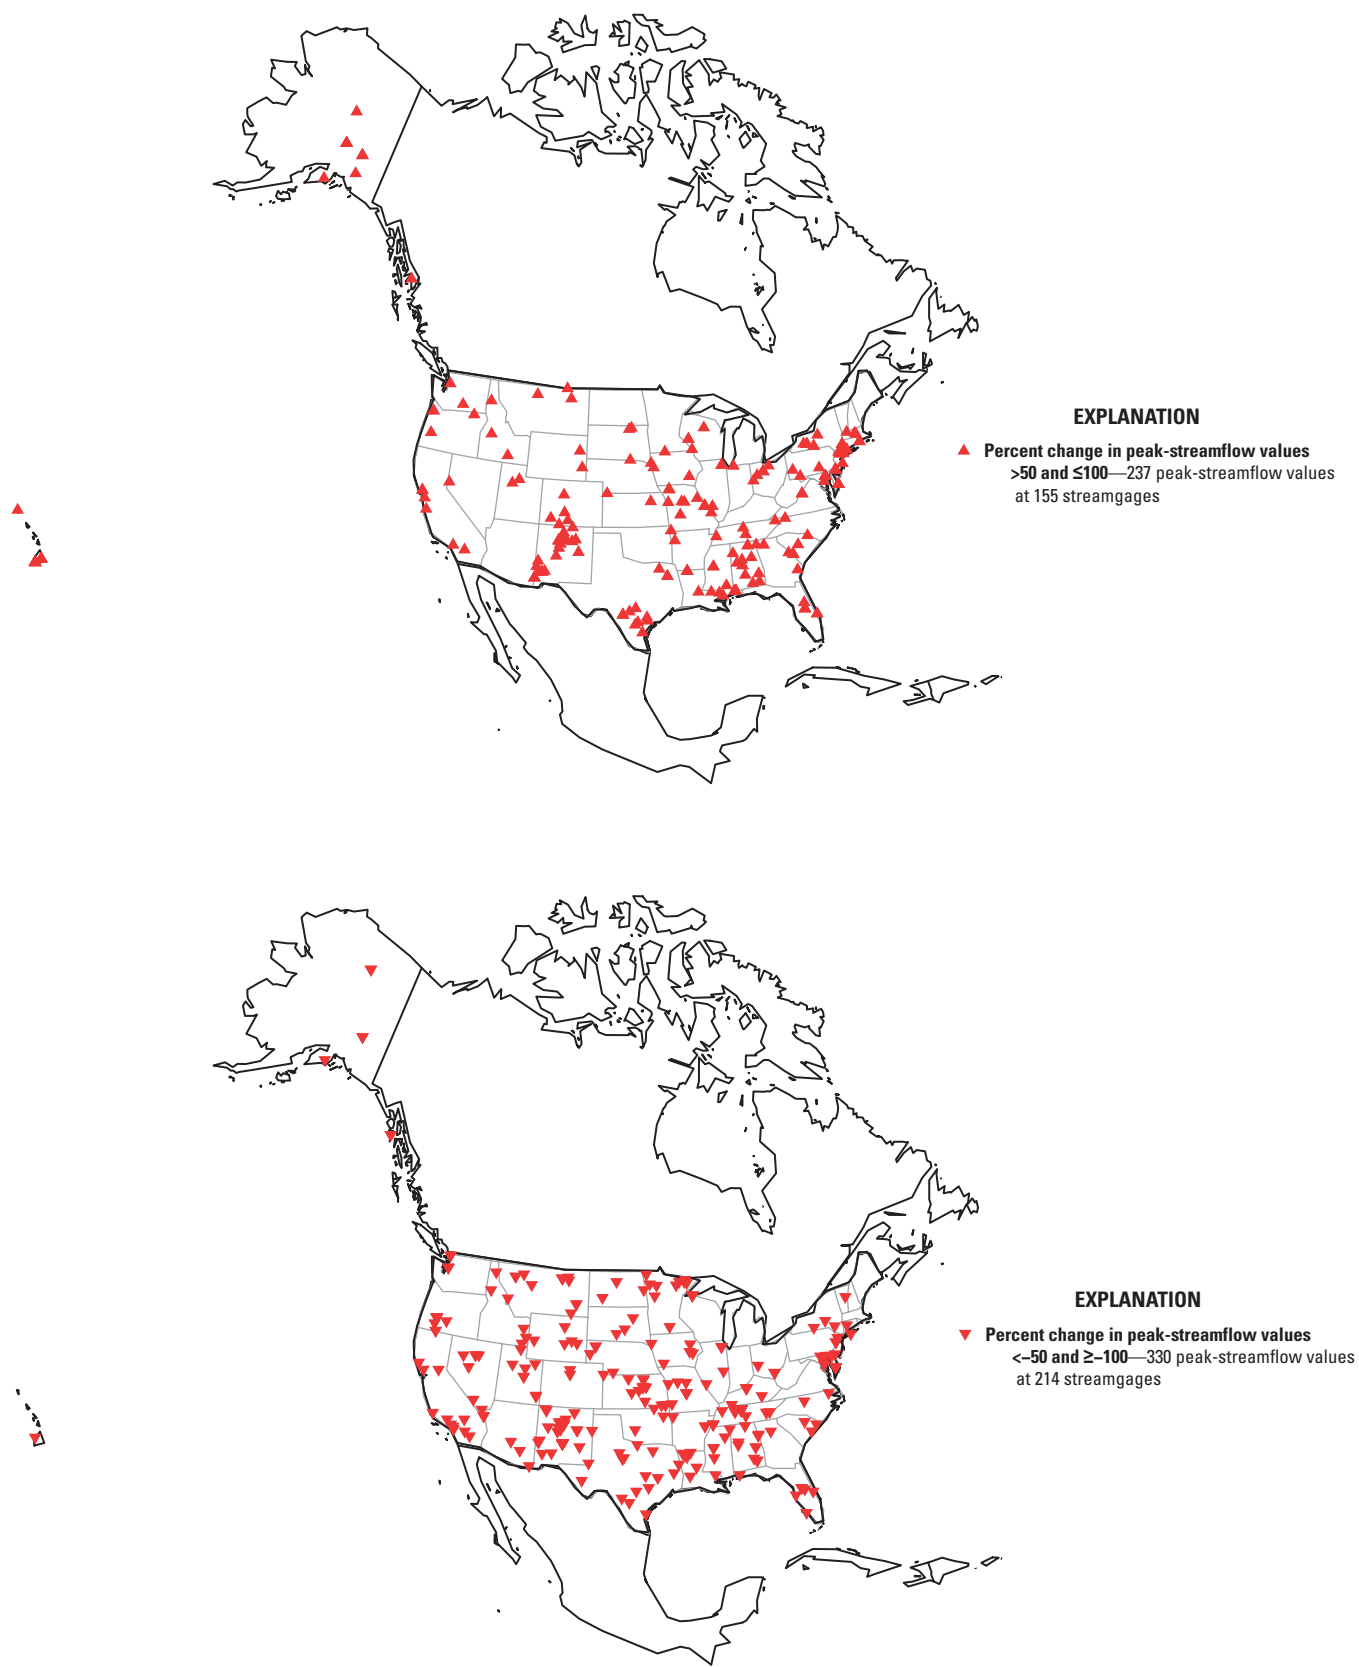 EXPLANATION
Percent change in peak-streamflow values
>50 and ≤100—237 peak-streamflow values
at 155 streamgages
EXPLANATION
Percent change in peak-streamflow values
<−50 and ≥−100—330 peak-streamflow values
at 214 streamgages